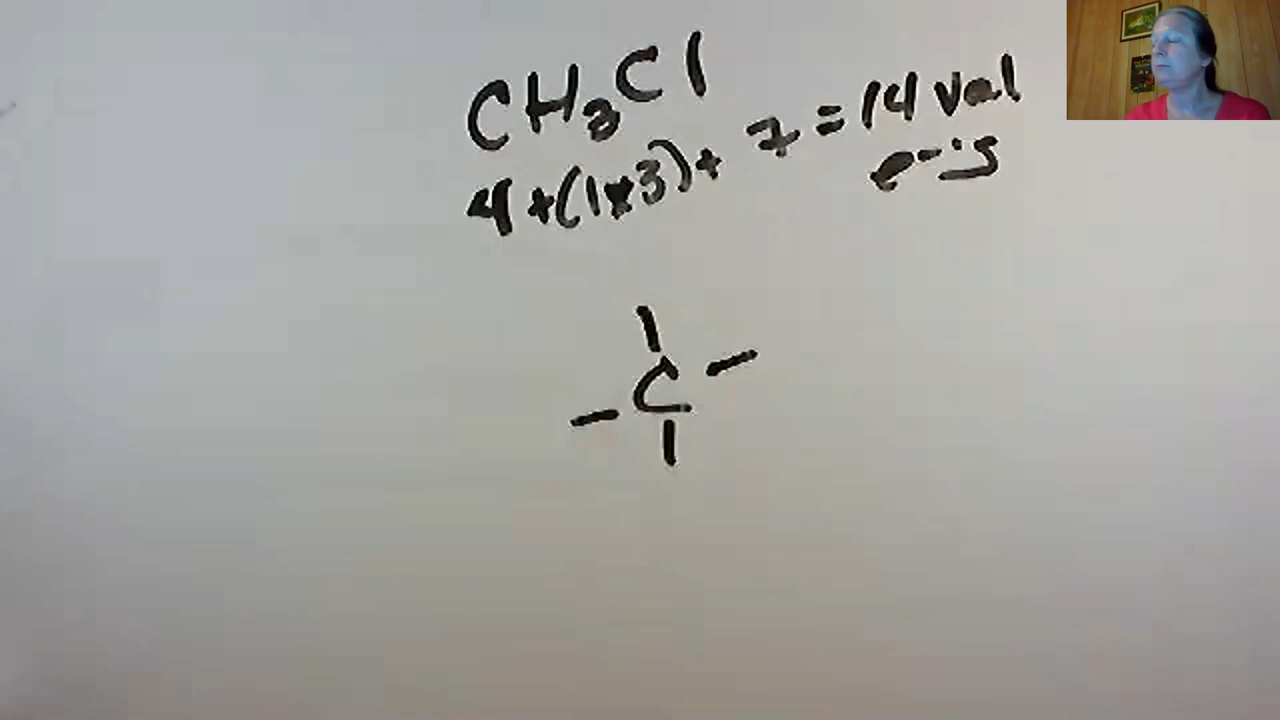 CH3Cl
4+(1x3)+ 7 = 14 val
e-'s
C